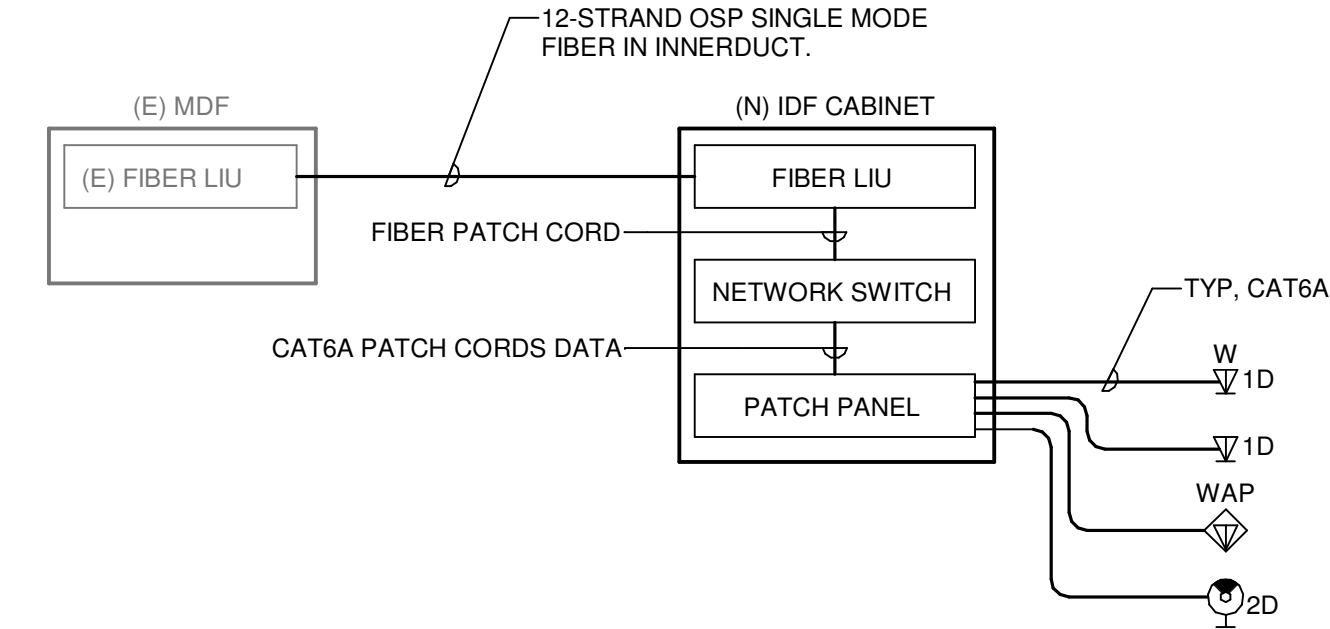 12-STRAND OSP SINGLE MODE
FIBER IN INNERDUCT.
(E) MDF
(N) IDF CABINET
(E) FIBER LIU
FIBER LIU
FIBER PATCH CORD
NETWORK SWITCH
TYP, CAT6A
CAT6A PATCH CORDS DATA
W
1D
PATCH PANEL
1D
WAP
2D